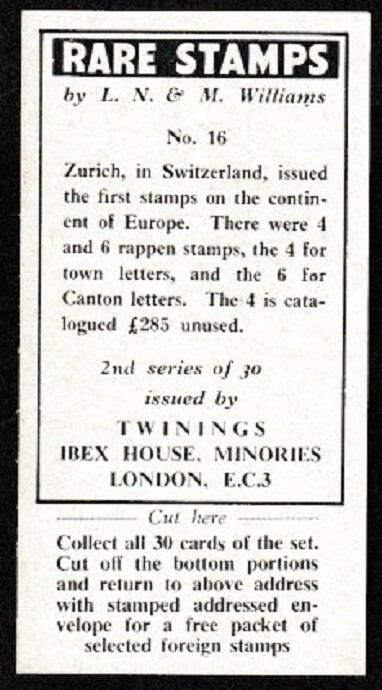 RARE STAMPS
by L. N. & M. Williams
No. 16
Zurich, in Switzerland, issued
the first stamps on the contin-
ent of Europe. There were 4
and 6 rappen stamps, the 4 for
town letters, and the 6 for
Canton letters. The 4 is cata-
logued £285 unused.
2nd series of 30
issued by
TWININGS
IBEX HOUSE, MINORIES
LONDON, E.C.3
Cut here
Collect all 30 cards of the set.
Cut off the bottom portions
and return to above address
with stamped addressed en-
velope for a free packet of
selected foreign stamps